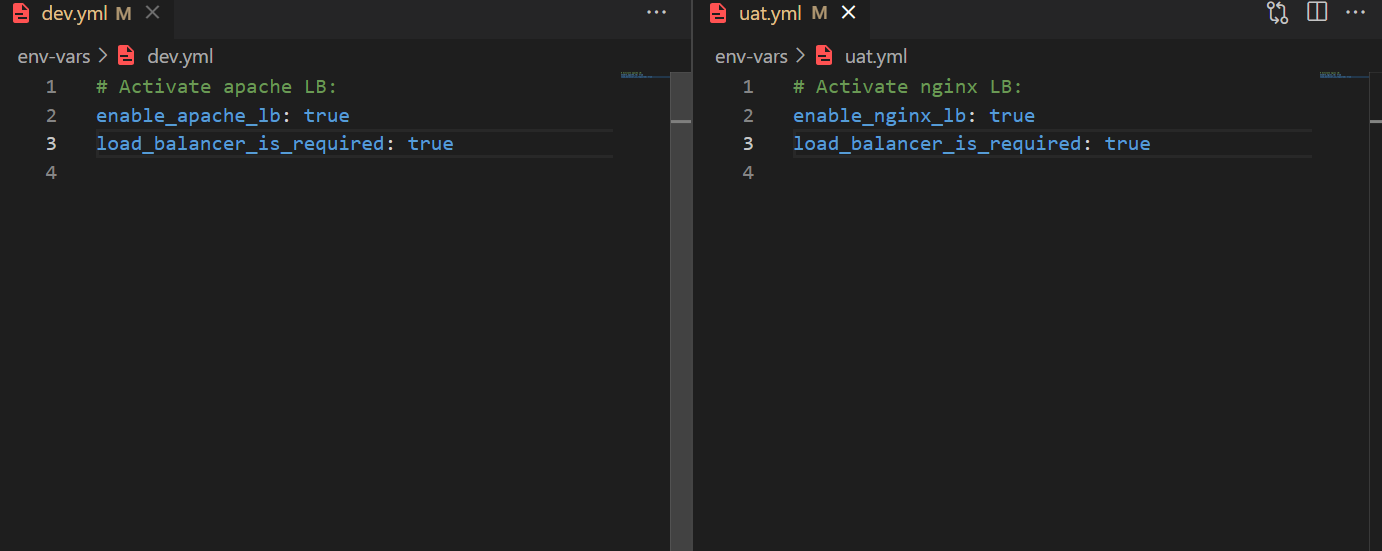 dev.yml M
env-vars > dev.yml
1 # Activate apache LB:
2 enable_apache_lb: true
3 load_balancer_is_required: true
4
uat.yml M
env-vars > uat.yml
1 # Activate nginx LB:
2 enable_nginx_lb: true
3 load_balancer_is_required: true
4